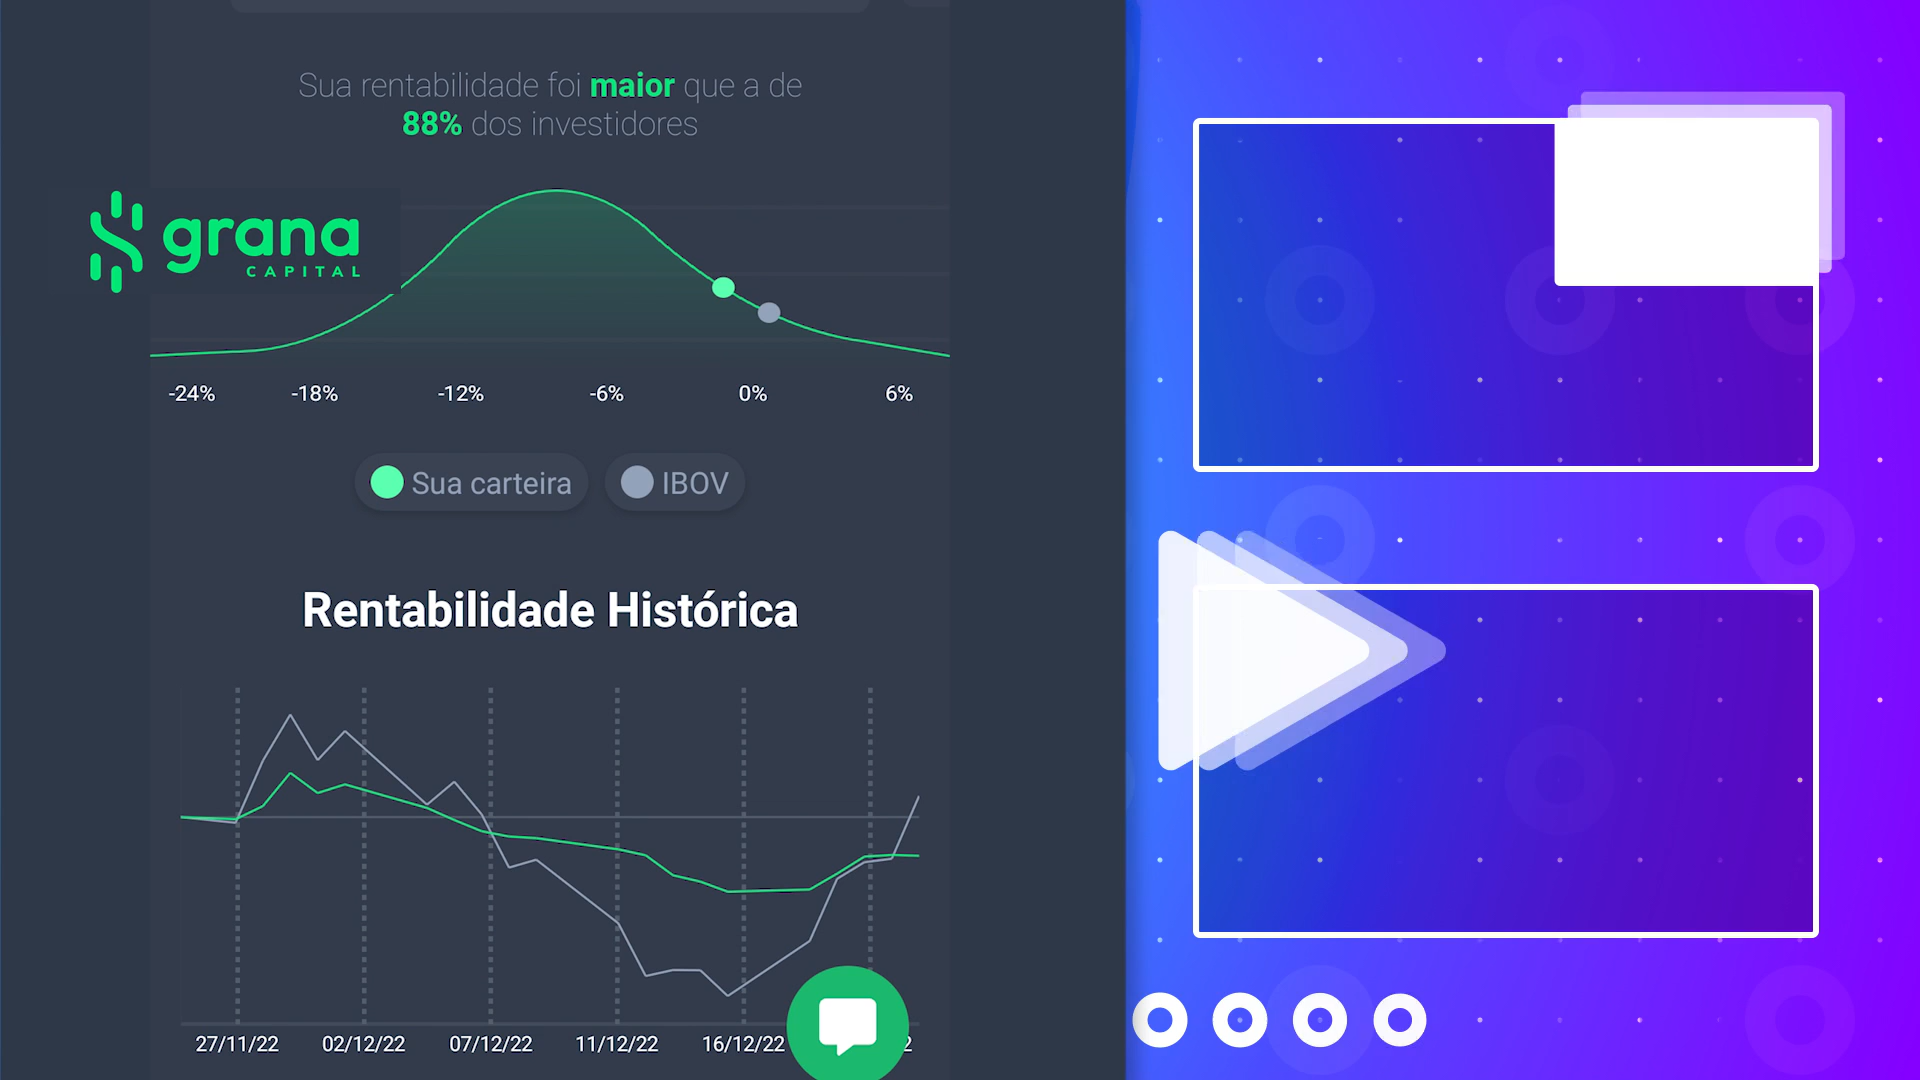 Sua rentabilidade foi maior que a de
88% dos investidores
grana
CAPITAL
-24% -18% -12% -6% 0% 6%
Sua carteira IBOV
Rentabilidade Histórica
27/11/22 02/12/22 07/12/22 11/12/22 16/12/22